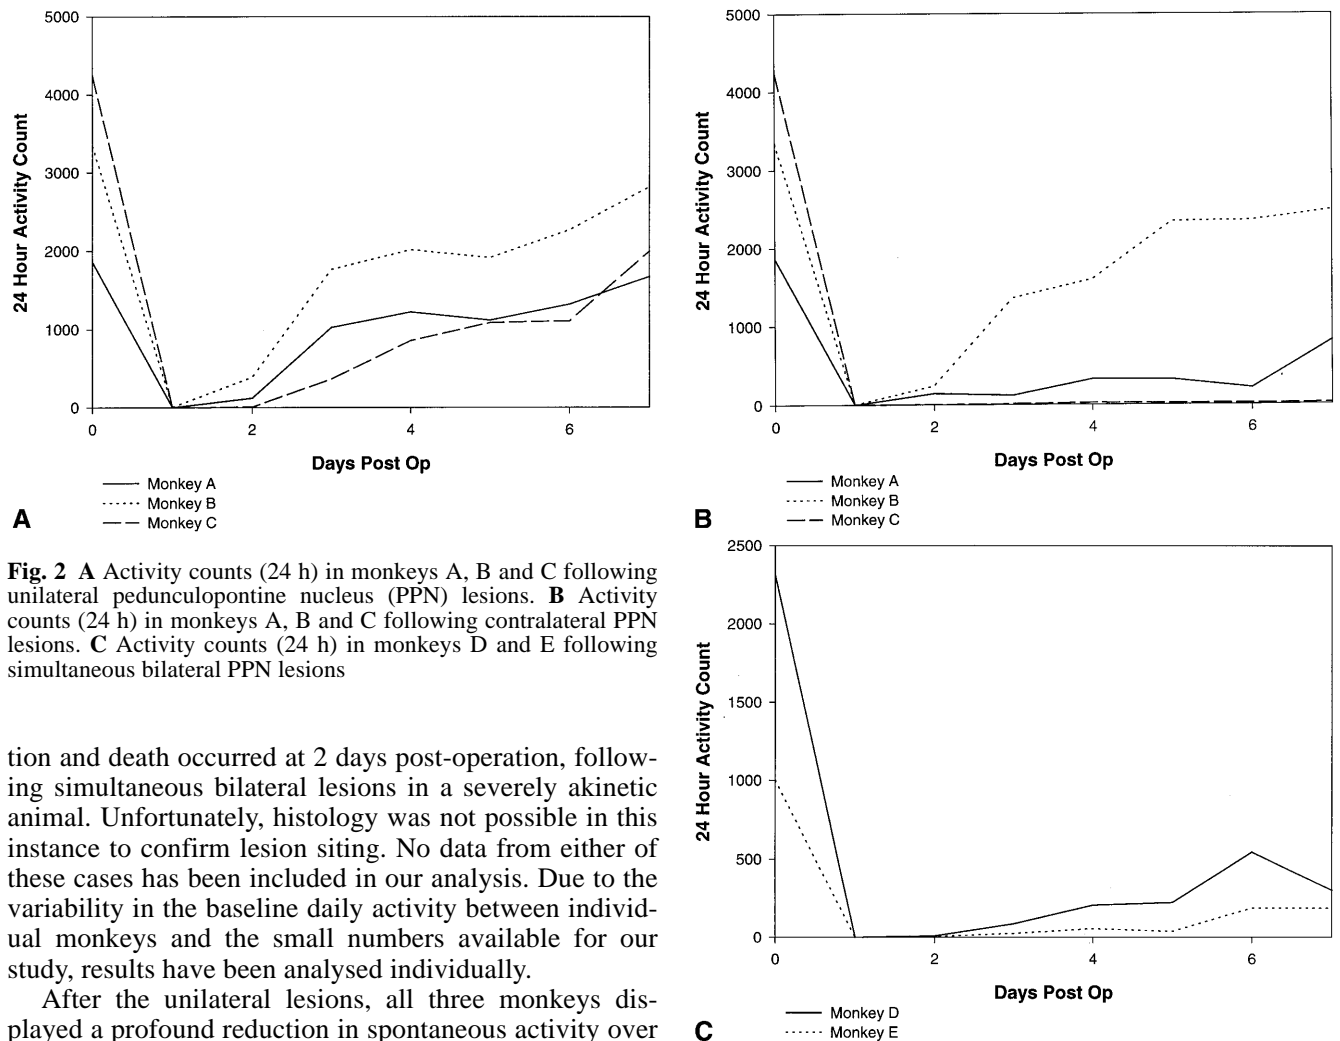 5000
4000
3000
2000
1000
0
24 Hour Activity Count
0 2 4 6
Days Post Op
Monkey A
Monkey B
Monkey C
A
5000
4000
3000
2000
1000
0
24 Hour Activity Count
0 2 4 6
Days Post Op
Monkey A
Monkey B
Monkey C
B
Fig. 2 A Activity counts (24 h) in monkeys A, B and C following
unilateral pedunculopontine nucleus (PPN) lesions. B Activity
counts (24 h) in monkeys A, B and C following contralateral PPN
lesions. C Activity counts (24 h) in monkeys D and E following
simultaneous bilateral PPN lesions
tion and death occurred at 2 days post-operation, follow-
ing simultaneous bilateral lesions in a severely akinetic
animal. Unfortunately, histology was not possible in this
instance to confirm lesion siting. No data from either of
these cases has been included in our analysis. Due to the
variability in the baseline daily activity between individ-
ual monkeys and the small numbers available for our
study, results have been analysed individually.
After the unilateral lesions, all three monkeys dis-
played a profound reduction in spontaneous activity over
2500
2000
1500
1000
500
0
24 Hour Activity Count
0 2 4 6
Days Post Op
Monkey D
Monkey E
C